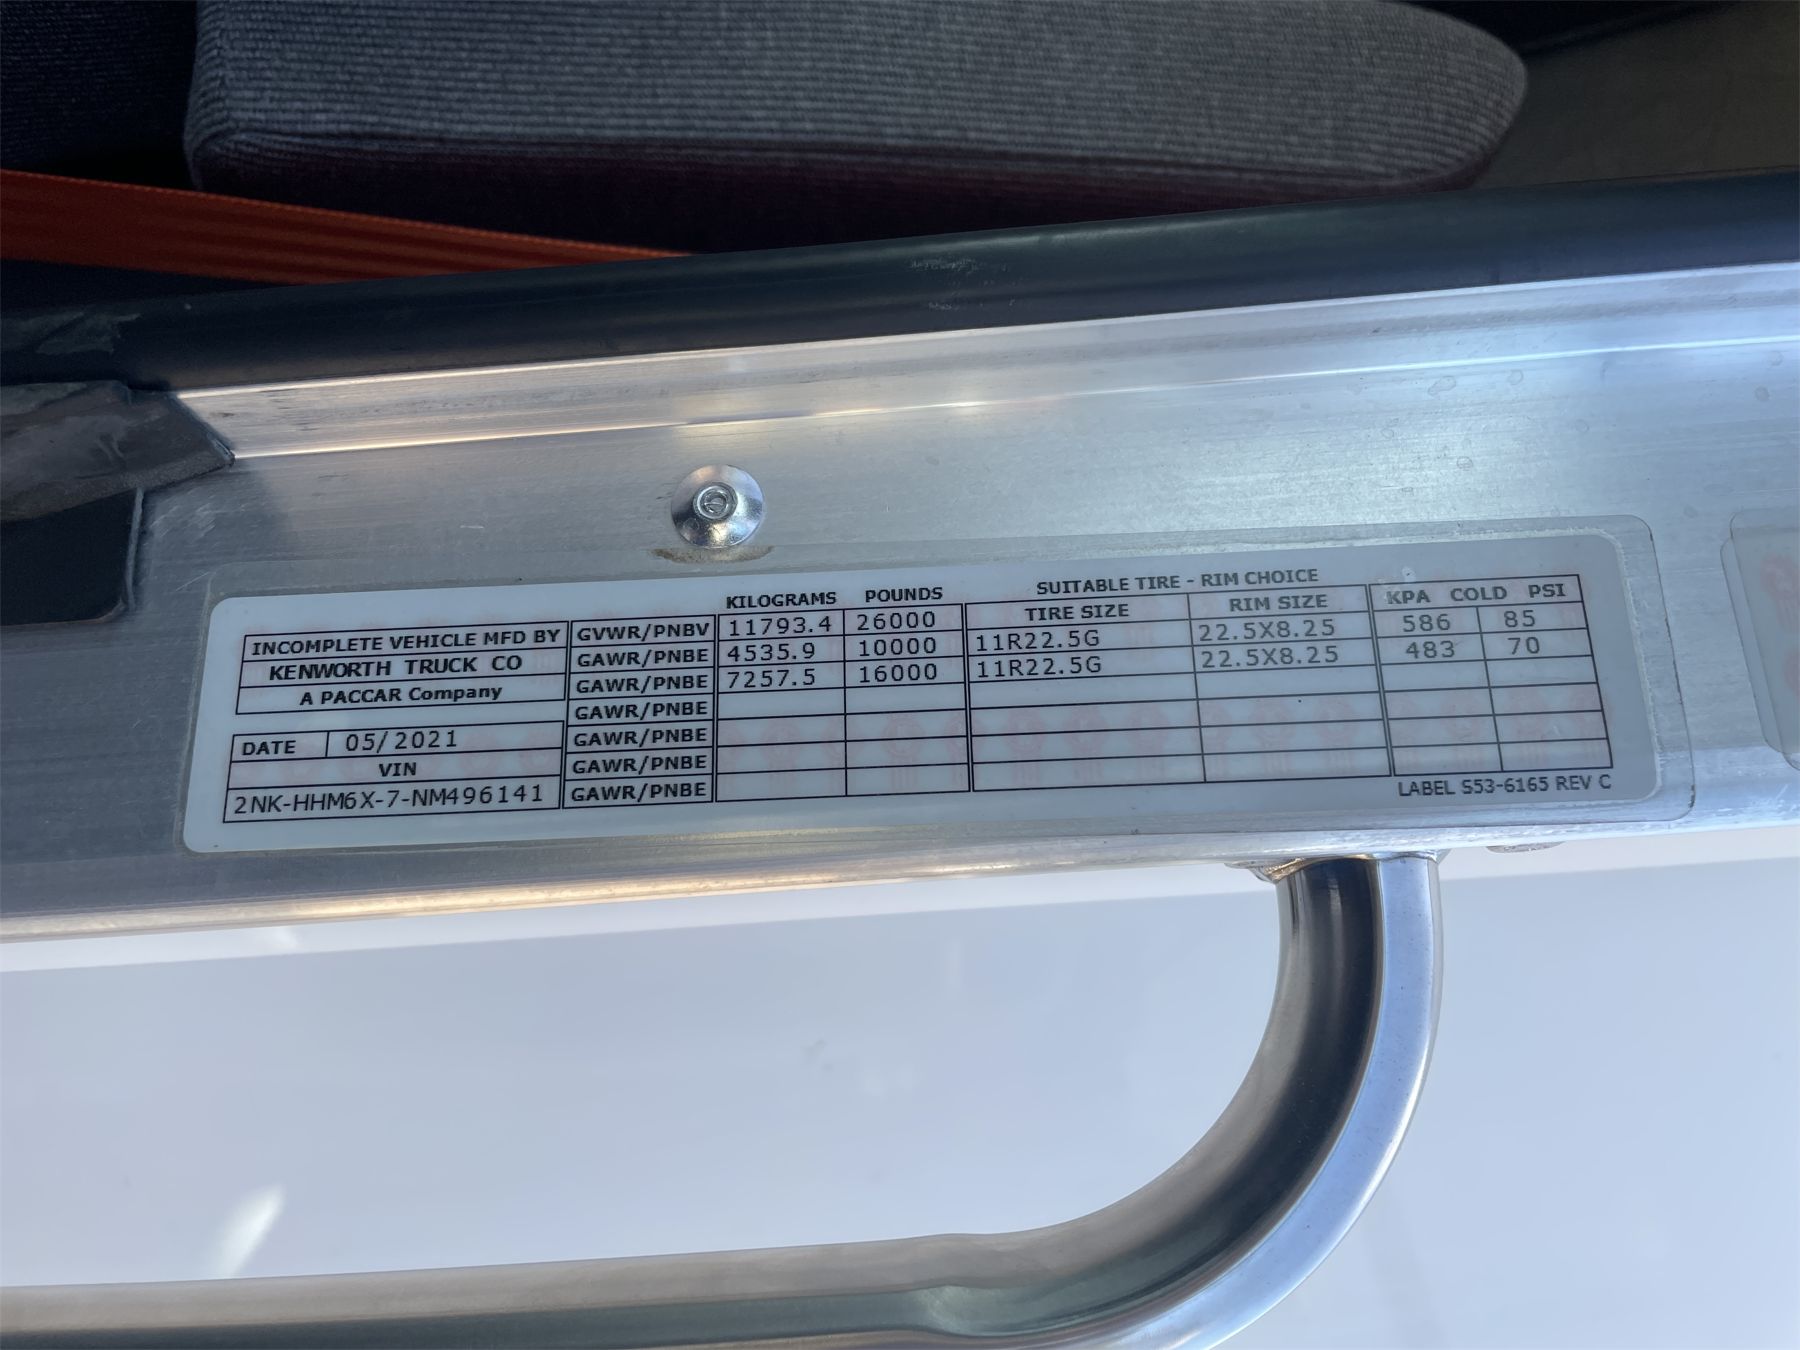 KILOGRAMS POUNDS SUITABLE TIRE - RIM CHOICE
TIRE SIZE RIM SIZE KPA COLD PSI
INCOMPLETE VEHICLE MFD BY GVWR/PNBV 11793.4 26000
KENWORTH TRUCK CO GAWR/PNBE 4535.9 10000 11R22.5G 22.5X8.25 586 85
A PACCAR Company GAWR/PNBE 7257.5 16000 11R22.5G 22.5X8.25 483 70
GAWR/PNBE
DATE 05/2021 GAWR/PNBE
VIN GAWR/PNBE
2NK-HHM6X-7-NM496141 GAWR/PNBE
LABEL S53-6165 REV C